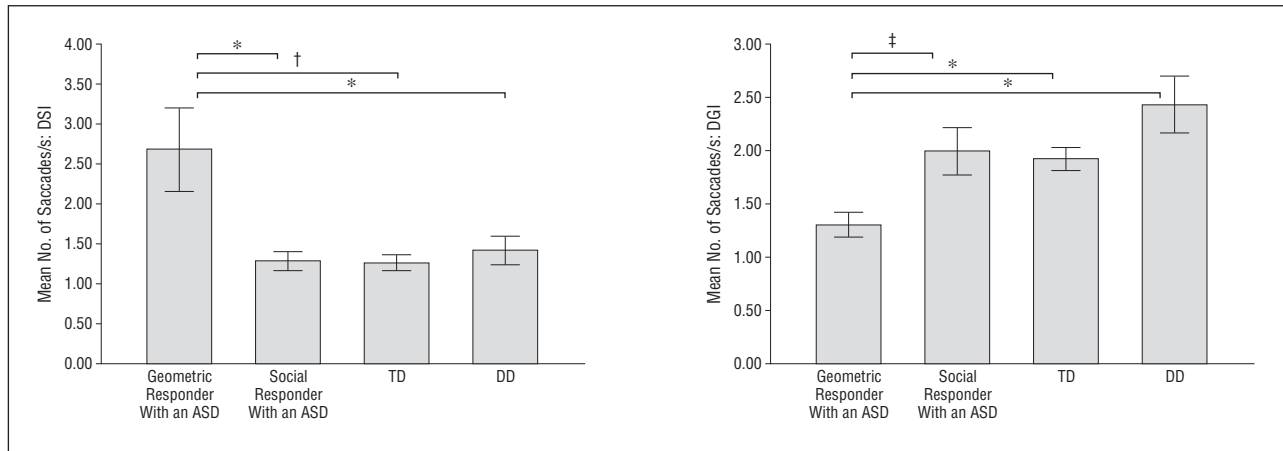 Mean No. of Saccades/s: DSI
4.00
3.50
3.00
2.50
2.00
1.50
1.00
0.50
0.00
*
†
*
Geometric
Responder
With an ASD
Social
Responder
With an ASD
TD
DD
Mean No. of Saccades/s: DGI
3.00
2.50
2.00
1.50
1.00
0.50
0.00
‡
*
*
Geometric
Responder
With an ASD
Social
Responder
With an ASD
TD
DD